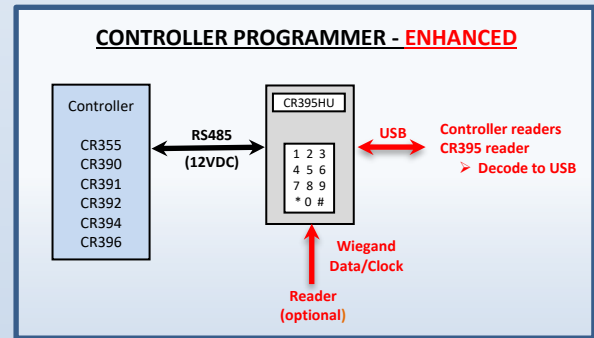 CONTROLLER PROGRAMMER - ENHANCED
Controller
CR355
CR390
CR391
CR392
CR394
CR396
RS485
(12VDC)
CR395HU
1 2 3
4 5 6
7 8 9
* 0 #
USB
Controller readers
CR395 reader
➢ Decode to USB
Wiegand
Data/Clock
Reader
(optional)